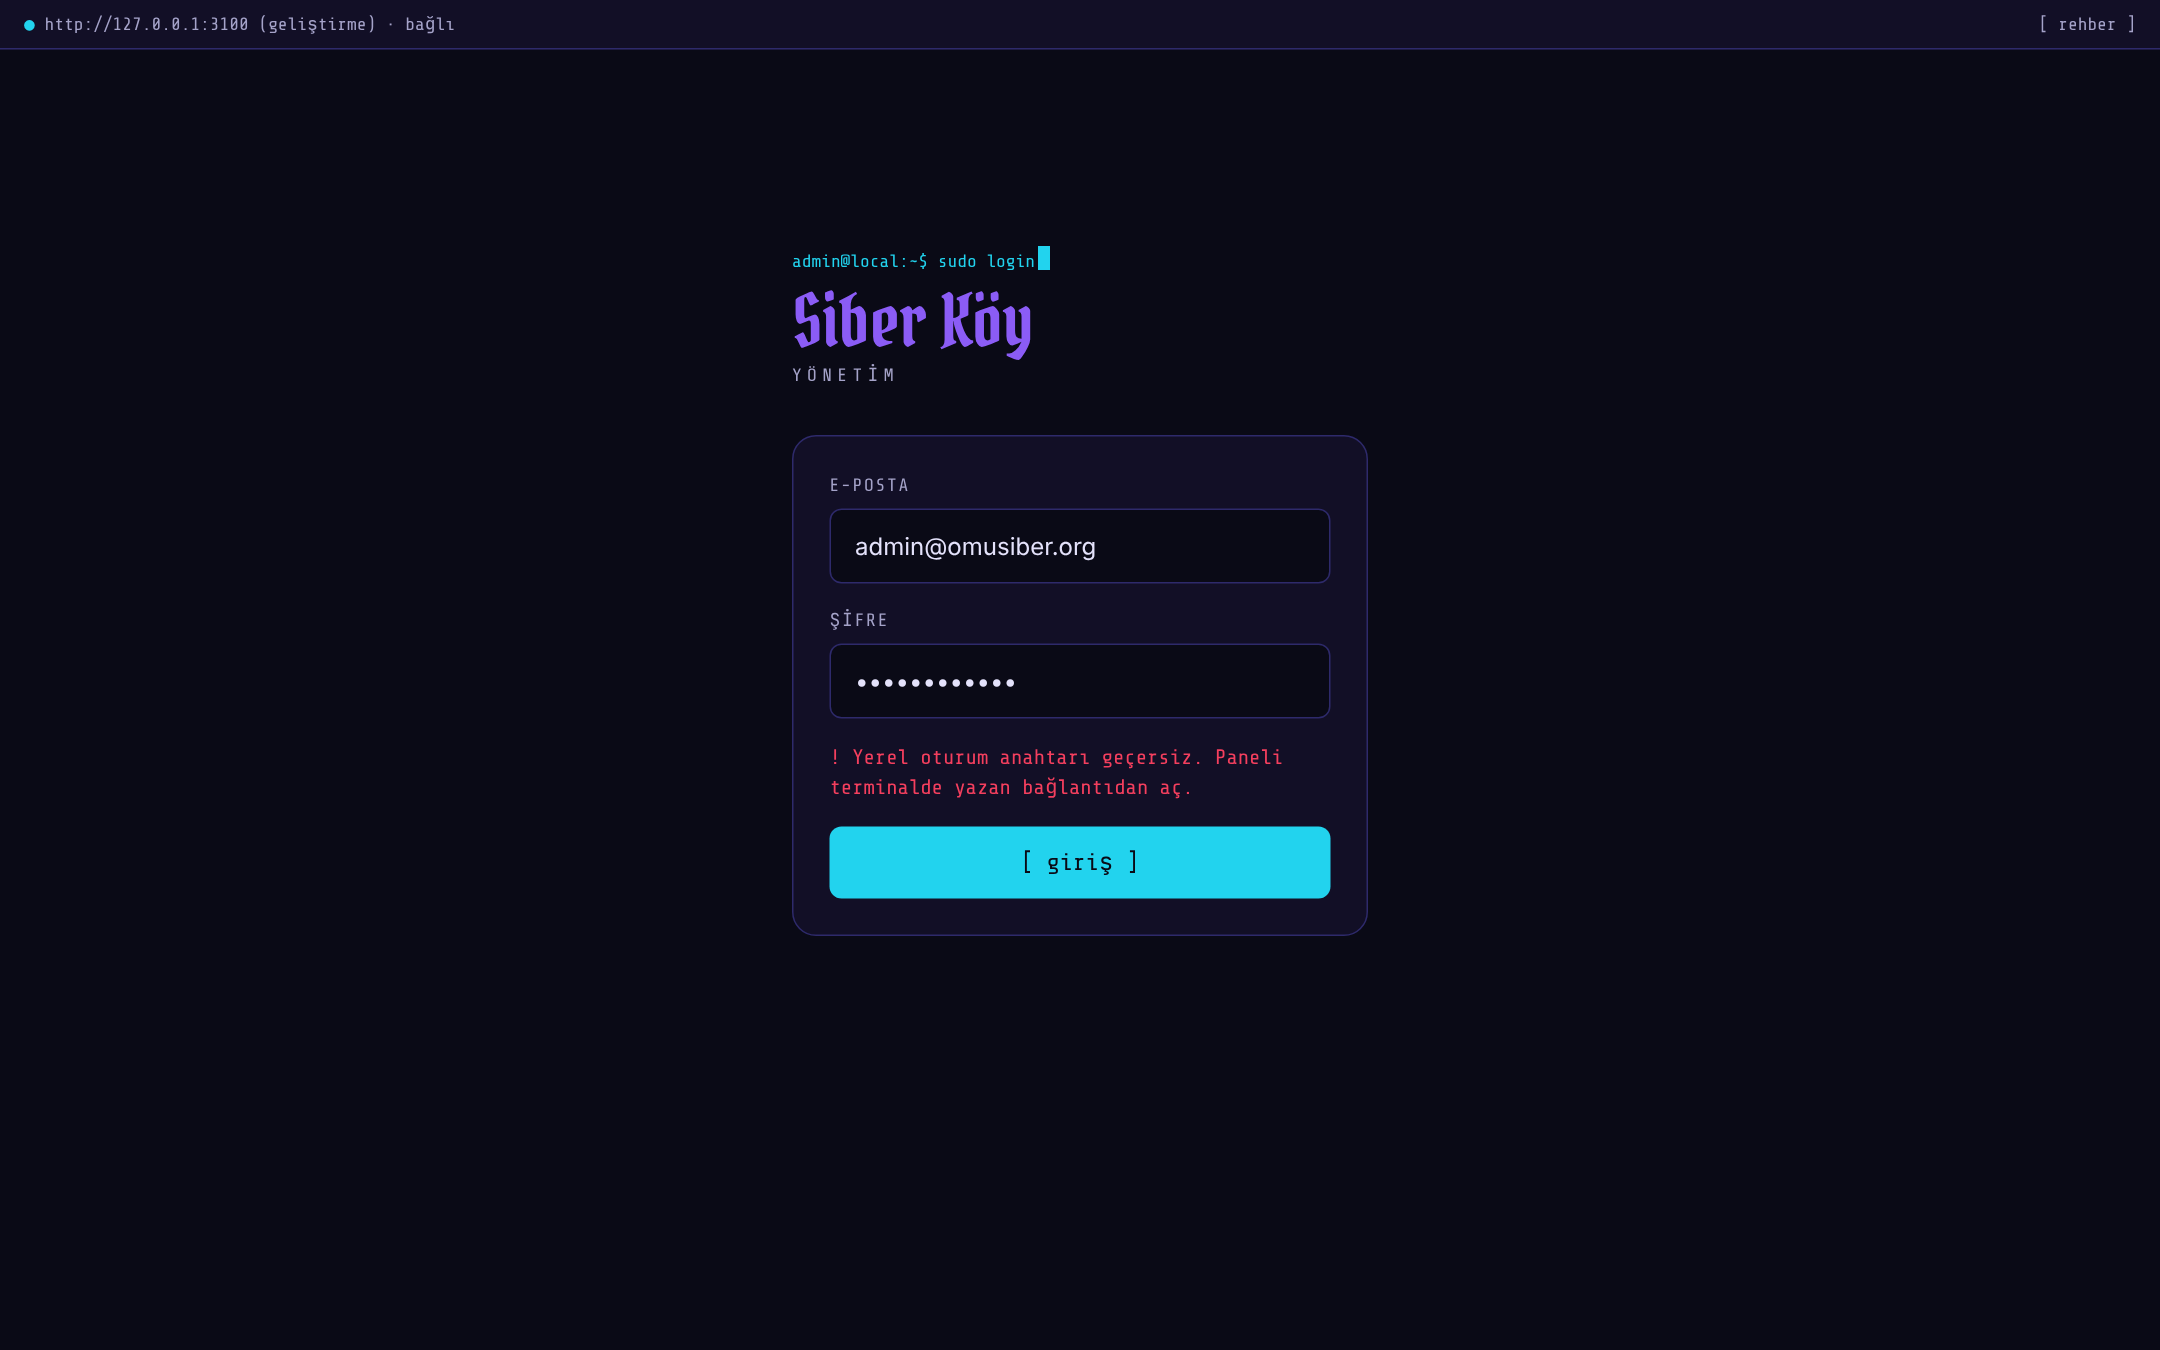 http://127.0.0.1:3100 (geliştirme) · bağlı
[ rehber ]
admin@local:~$ sudo login
Siber Köy
YÖNETİM
E-POSTA
admin@omusiber.org
ŞİFRE
••••••••••••
! Yerel oturum anahtarı geçersiz. Paneli
terminalde yazan bağlantıdan aç.
[ giriş ]